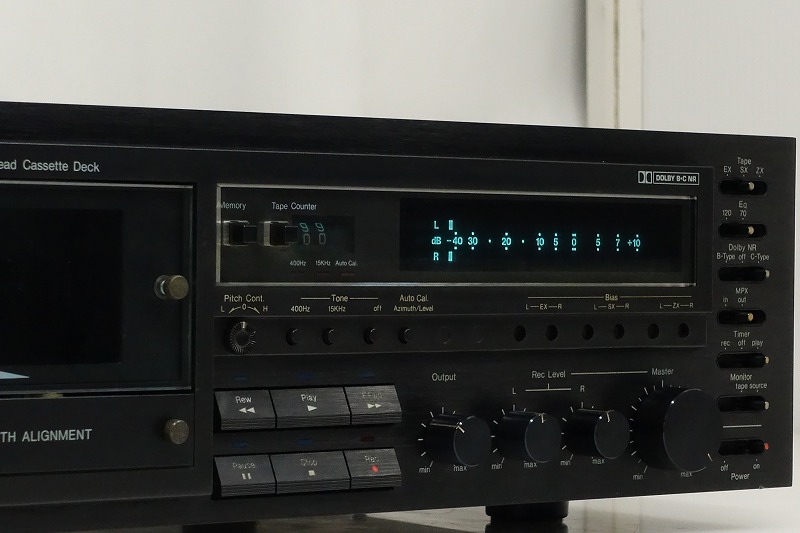 ead Cassette Deck
Memory Tape Counter
99
00
400Hz 15KHz Auto Cal.
L
dB -40 30 · 20 · 10 5 0 5 7 +10
R
DOLBY B·C NR
Tape
EX SX ZX
Eq
120 70
Dolby NR
B-Type off C-Type
MPX
in out
Timer
rec off play
Monitor
tape source
off on
Power
Pitch Cont.
L 0 H
Tone
400Hz 15KHz off
Auto Cal.
Azimuth/Level
Bias
L EX R L SX R L ZX R
Output
Rec Level
L R
Master
min max min max min max min max
Rew Play
Pause Stop Rec
TH ALIGNMENT